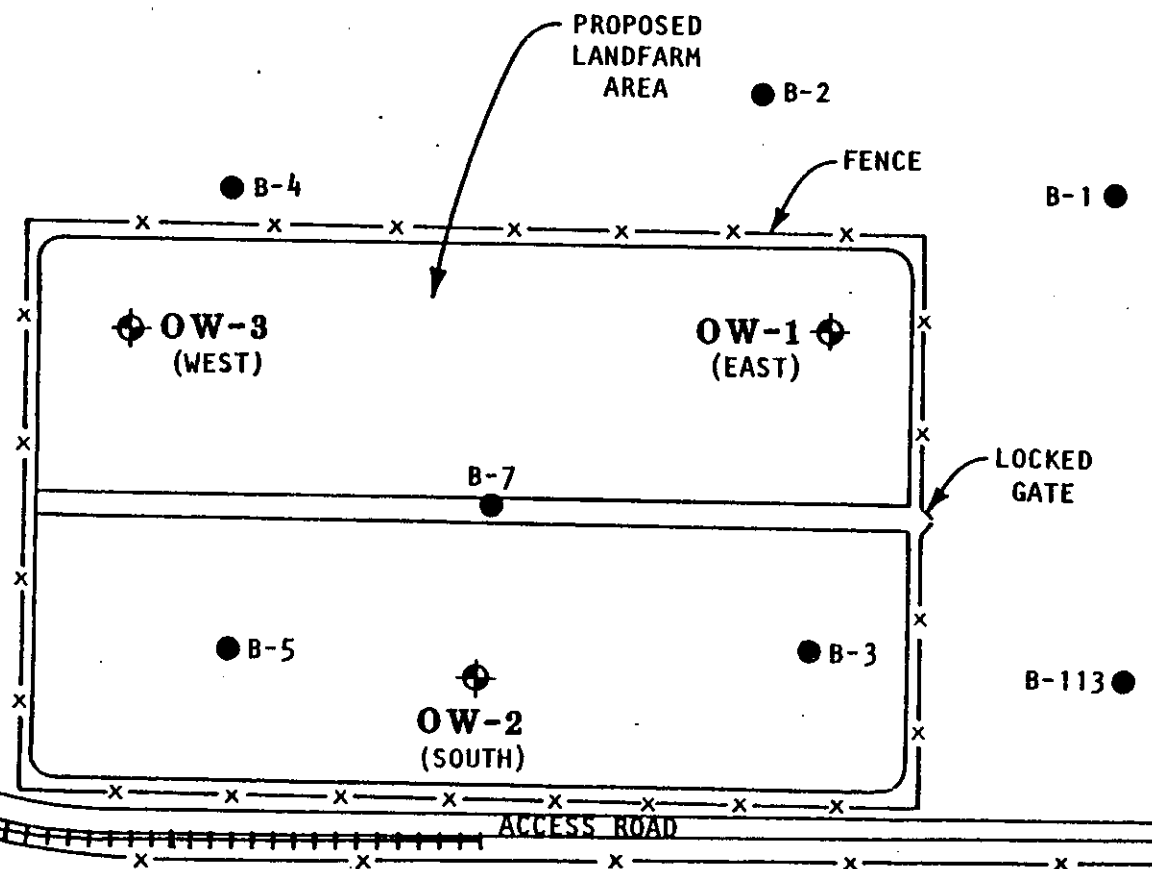 PROPOSED
LANDFARM
AREA
B-2
FENCE
B-4
B-1
OW-3
(WEST)
OW-1
(EAST)
B-7
LOCKED
GATE
B-5
B-3
B-113
OW-2
(SOUTH)
ACCESS ROAD